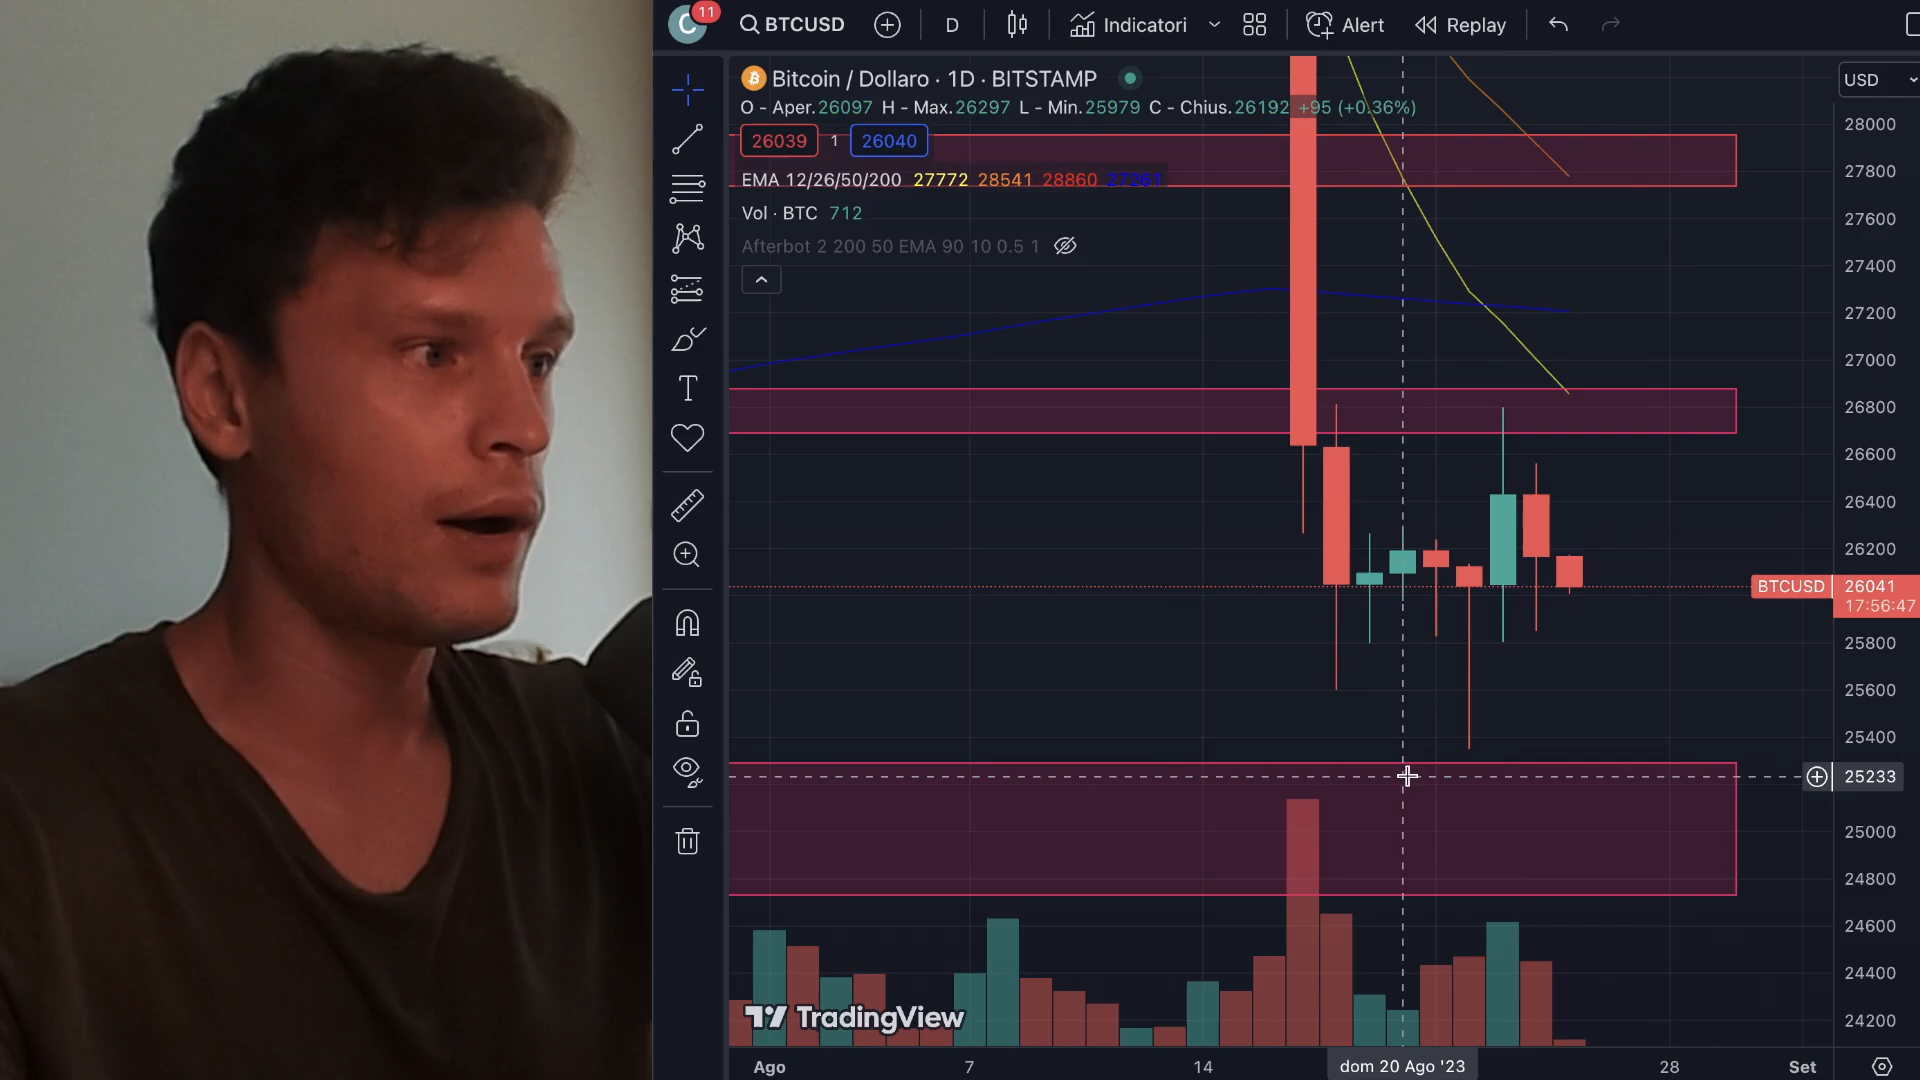 C 11 BTCUSD D Indicatori Alert Replay
Bitcoin / Dollaro · 1D · BITSTAMP
USD
O - Aper.26097 H - Max.26297 L - Min.25979 C - Chius.26192 +95 (+0.36%)
26039 1 26040
EMA 12/26/50/200 27772 28541 28860 27261
Vol · BTC 712
Afterbot 2 200 50 EMA 90 10 0.5 1
28000
27800
27600
27400
27200
27000
26800
26600
26400
26200
BTCUSD 26041
17:56:47
25800
25600
25400
25233
25000
24800
24600
24400
24200
TradingView
Ago 7 14 dom 20 Ago '23 28 Set